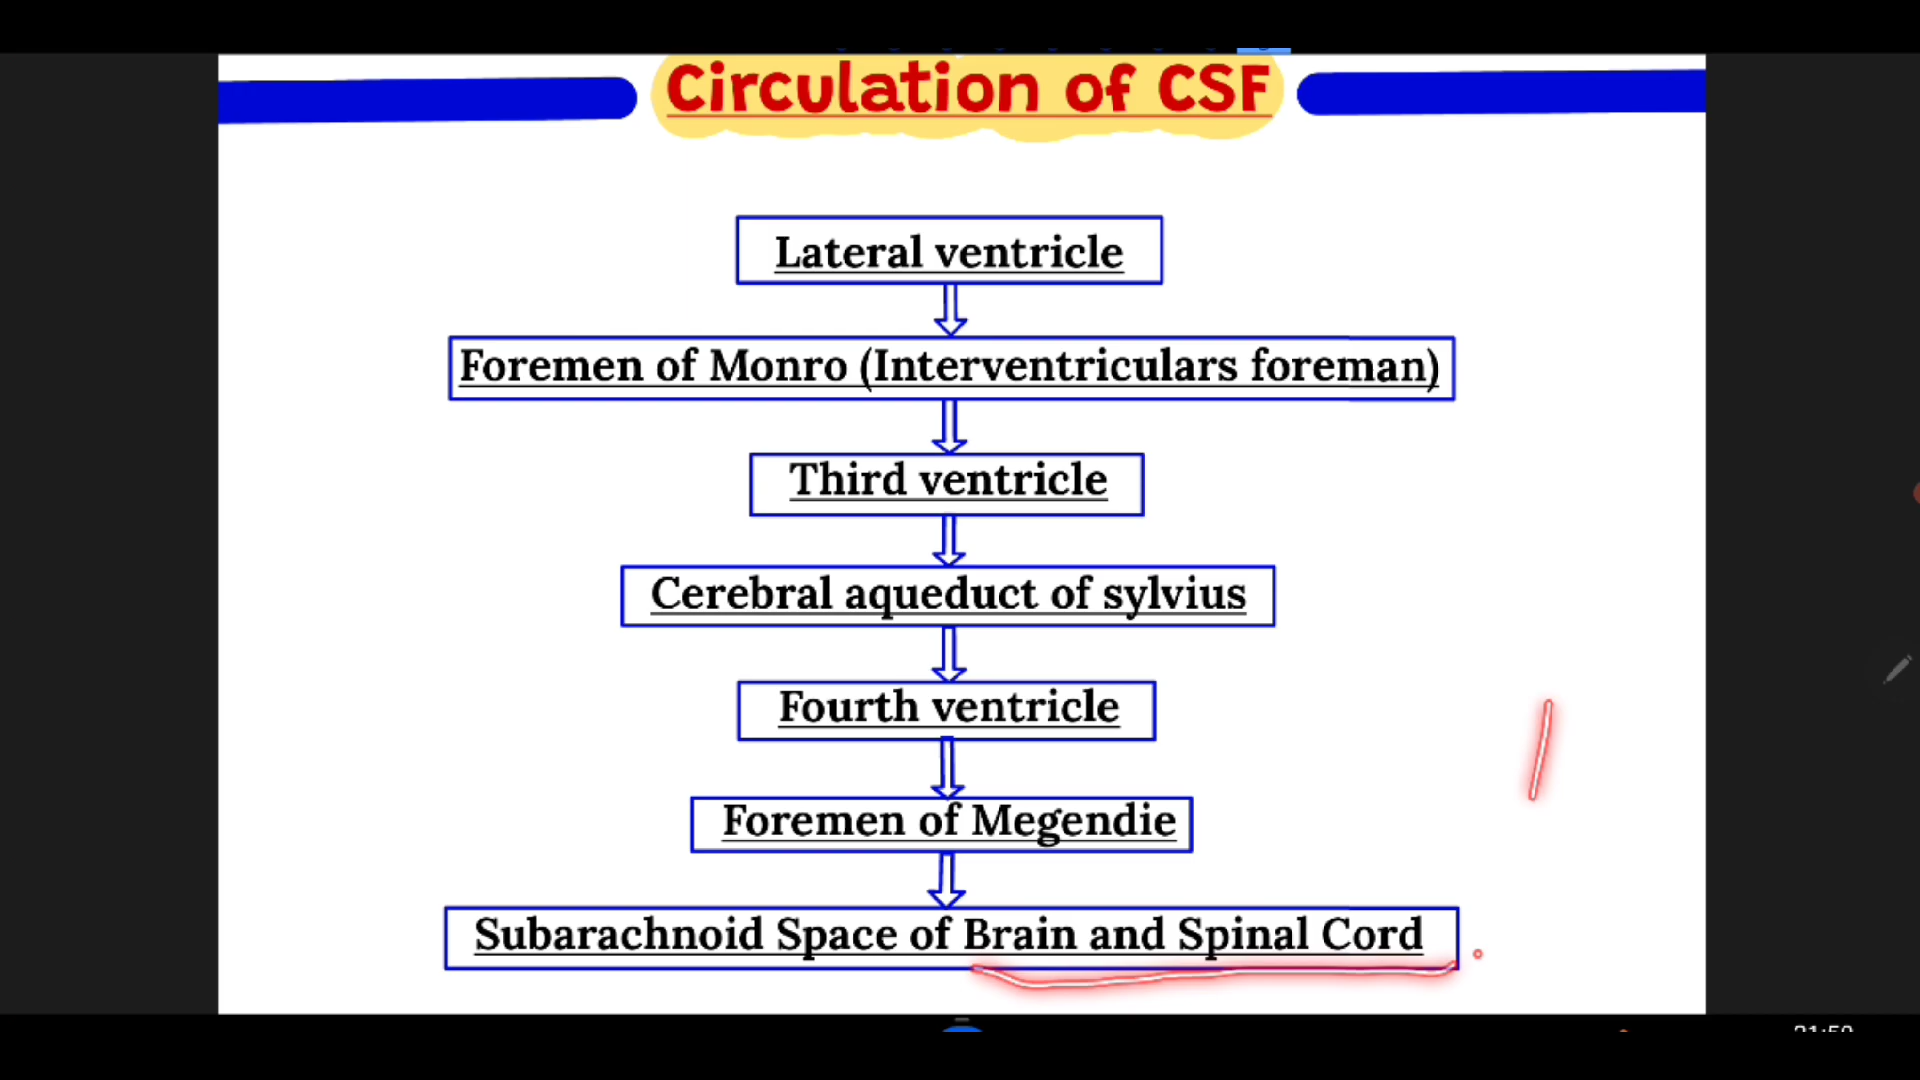 Circulation of CSF
Lateral ventricle
Foremen of Monro (Interventriculars foreman)
Third ventricle
Cerebral aqueduct of sylvius
Fourth ventricle
Foremen of Megendie
Subarachnoid Space of Brain and Spinal Cord